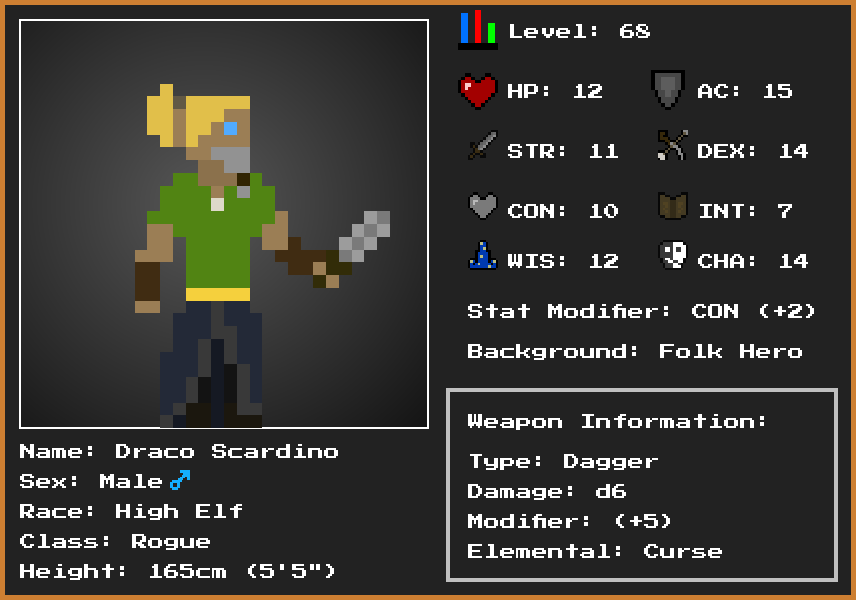 Level: 68
HP: 12
AC: 15
STR: 11
DEX: 14
CON: 10
INT: 7
WIS: 12
CHA: 14
Stat Modifier: CON (+2)
Background: Folk Hero
Weapon Information:
Type: Dagger
Damage: d6
Modifier: (+5)
Elemental: Curse
Name: Draco Scardino
Sex: Male♂
Race: High Elf
Class: Rogue
Height: 165cm (5'5")